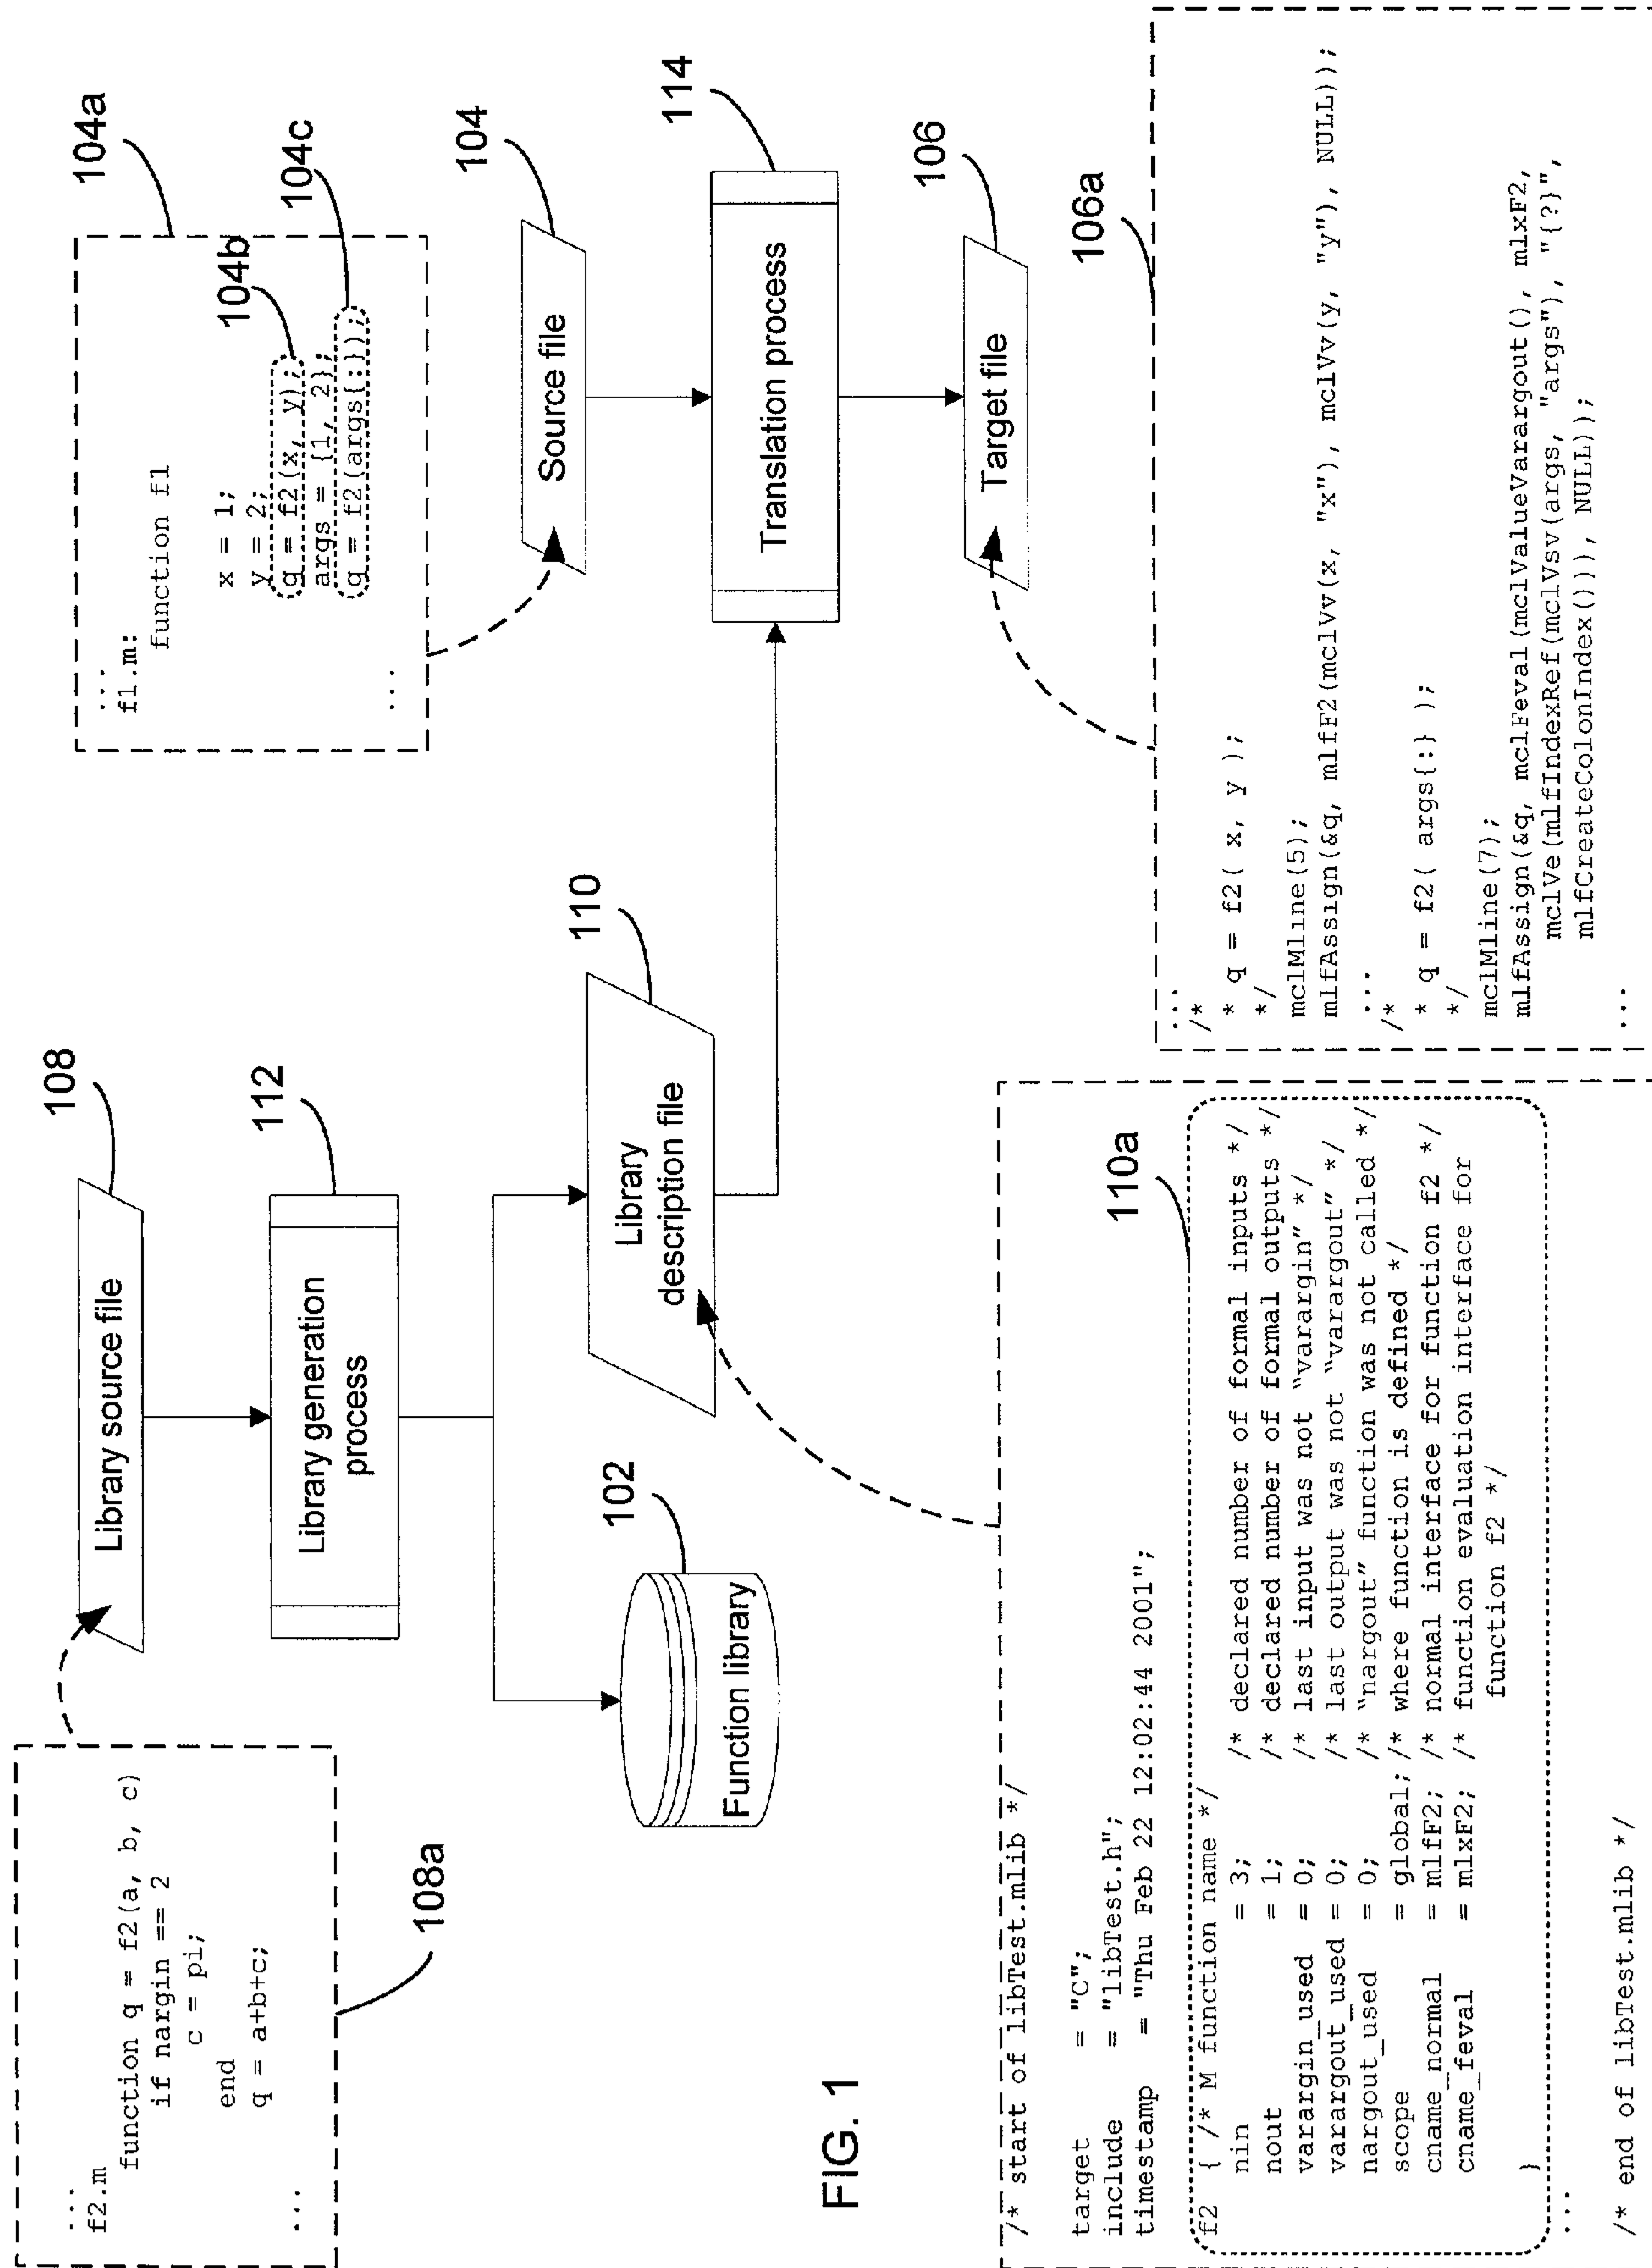 ...
f2.m
function q = f2(a, b, c)
if nargin == 2
c = pi;
end
q = a+b+c;
...
108a
Library source file
108
Library generation
process
112
Function library
102
Library
description file
110
...
f1.m:
function f1
x = 1;
y = 2;
q = f2(x, y);
args = {1, 2};
q = f2(args{:});
...
104a
104b
104c
Source file
104
Translation process
114
Target file
106
FIG. 1
/* start of libTest.mlib */
target = "C";
include = "libTest.h";
timestamp = "Thu Feb 22 12:02:44 2001";
110a
f2 { /* M function name */
nin = 3; /* declared number of formal inputs */
nout = 1; /* declared number of formal outputs */
varargin_used = 0; /* last input was not "varargin" */
varargout_used = 0; /* last output was not "varargout" */
nargout_used = 0; /* "nargout" function was not called */
scope = global; /* where function is defined */
cname_normal = mlfF2; /* normal interface for function f2 */
cname_feval = mlxF2; /* function evaluation interface for
function f2 */
}
...
/* end of libTest.mlib */
106a
...
/*
* q = f2( x, y );
*/
mclMline(5);
mlfAssign(&q, mlfF2(mclVv(x, "x"), mclVv(y, "y"), NULL));
...
/*
* q = f2( args{:} );
*/
mclMline(7);
mlfAssign(&q, mclFeval(mclValueVarargout(), mlxF2,
mclVe(mlfIndexRef(mclVsv(args, "args"), "{?}",
mlfCreateColonIndex())), NULL));
...